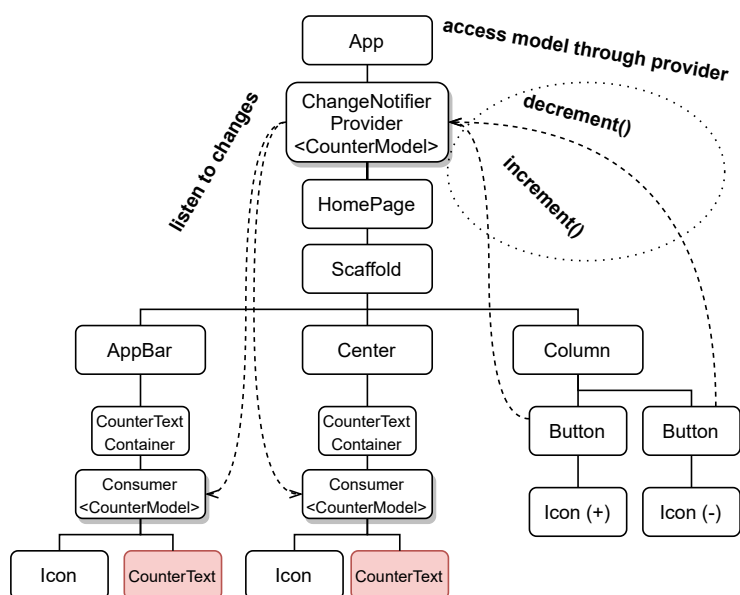 App
access model through provider
ChangeNotifier
Provider
<CounterModel>
listen to changes
decrement()
increment()
HomePage
Scaffold
AppBar
Center
Column
CounterText
Container
CounterText
Container
Button
Button
Consumer
<CounterModel>
Consumer
<CounterModel>
Icon (+)
Icon (-)
Icon
CounterText
Icon
CounterText